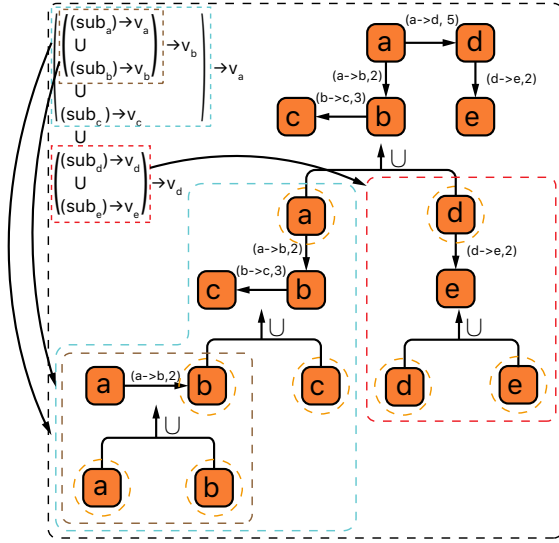 (sub_a)→v_a
U
(sub_b)→v_b
→v_b
→v_a
U
(sub_c)→v_c
U
(sub_d)→v_d
U
(sub_e)→v_e
→v_d
a
(a->d, 5)
d
(a->b,2)
(d->e,2)
c
(b->c,3)
b
e
U
a
d
(a->b,2)
(d->e,2)
c
(b->c,3)
b
e
U
U
a
(a->b,2)
b
c
d
e
U
a
b